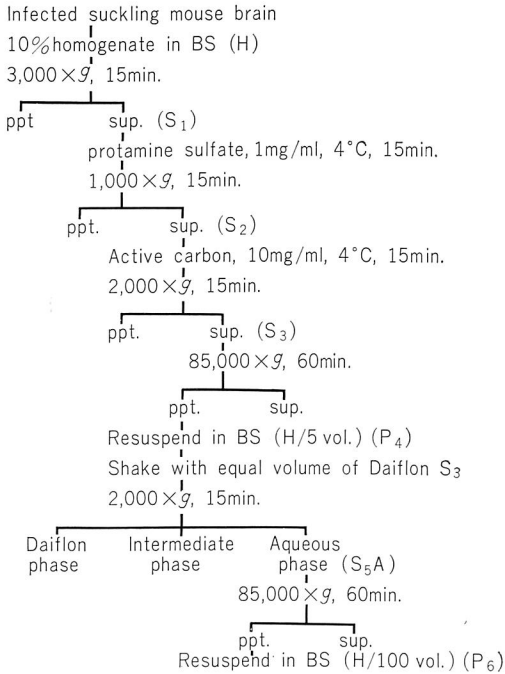 Infected suckling mouse brain
10% homogenate in BS (H)
3,000×g, 15min.
ppt sup. (S₁)
protamine sulfate, 1mg/ml, 4°C, 15min.
1,000×g, 15min.
ppt. sup. (S₂)
Active carbon, 10mg/ml, 4°C, 15min.
2,000×g, 15min.
ppt. sup. (S₃)
85,000×g, 60min.
ppt. sup.
Resuspend in BS (H/5 vol.) (P₄)
Shake with equal volume of Daiflon S₃
2,000×g, 15min.
Daiflon Intermediate Aqueous
phase phase phase (S₅A)
85,000×g, 60min.
ppt. sup.
Resuspend in BS (H/100 vol.) (P₆)